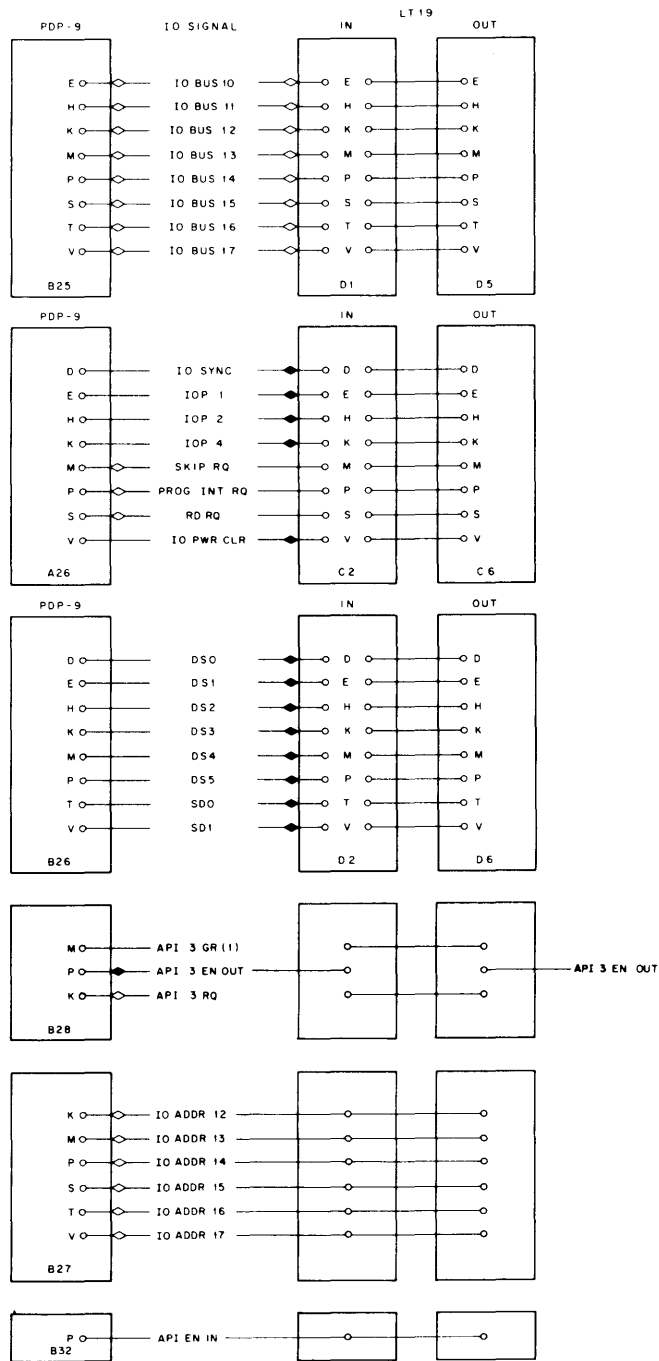 LT19
PDP-9 IO SIGNAL IN OUT
E IO BUS 10 E E
H IO BUS 11 H H
K IO BUS 12 K K
M IO BUS 13 M M
P IO BUS 14 P P
S IO BUS 15 S S
T IO BUS 16 T T
V IO BUS 17 V V
B25 D1 D5
PDP-9 IN OUT
D IO SYNC D D
E IOP 1 E E
H IOP 2 H H
K IOP 4 K K
M SKIP RQ M M
P PROG INT RQ P P
S RD RQ S S
V IO PWR CLR V V
A26 C2 C6
PDP-9 IN OUT
D DS0 D D
E DS1 E E
H DS2 H H
K DS3 K K
M DS4 M M
P DS5 P P
T SD0 T T
V SD1 V V
B26 D2 D6
M API 3 GR (1)
P API 3 EN OUT API 3 EN OUT
K API 3 RQ
B28
K IO ADDR 12
M IO ADDR 13
P IO ADDR 14
S IO ADDR 15
T IO ADDR 16
V IO ADDR 17
B27
P API EN IN
B32